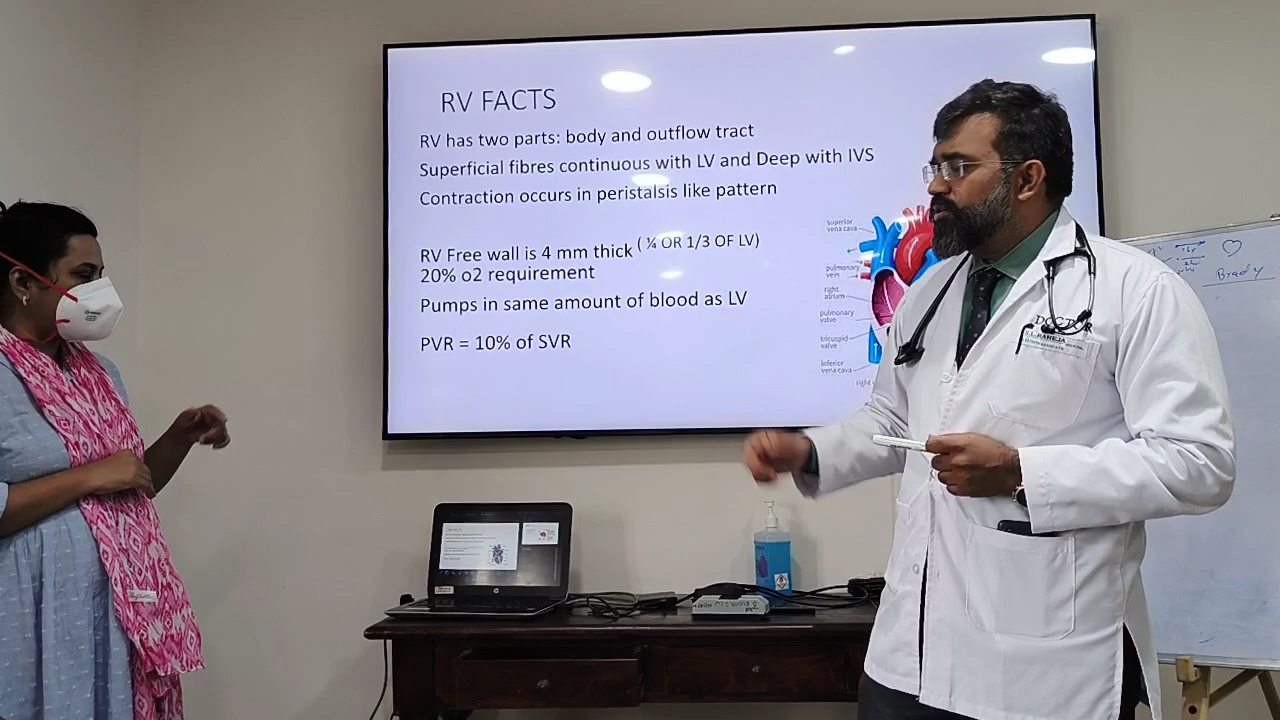 RV FACTS
RV has two parts: body and outflow tract
Superficial fibres continuous with LV and Deep with IVS
Contraction occurs in peristalsis like pattern
RV Free wall is 4 mm thick ( ¼ OR 1/3 OF LV)
20% o2 requirement
Pumps in same amount of blood as LV
PVR = 10% of SVR
superior
vena cava
pulmonary
vein
right
atrium
pulmonary
valve
tricuspid
valve
inferior
vena cava
right
DOCTOR
Brady